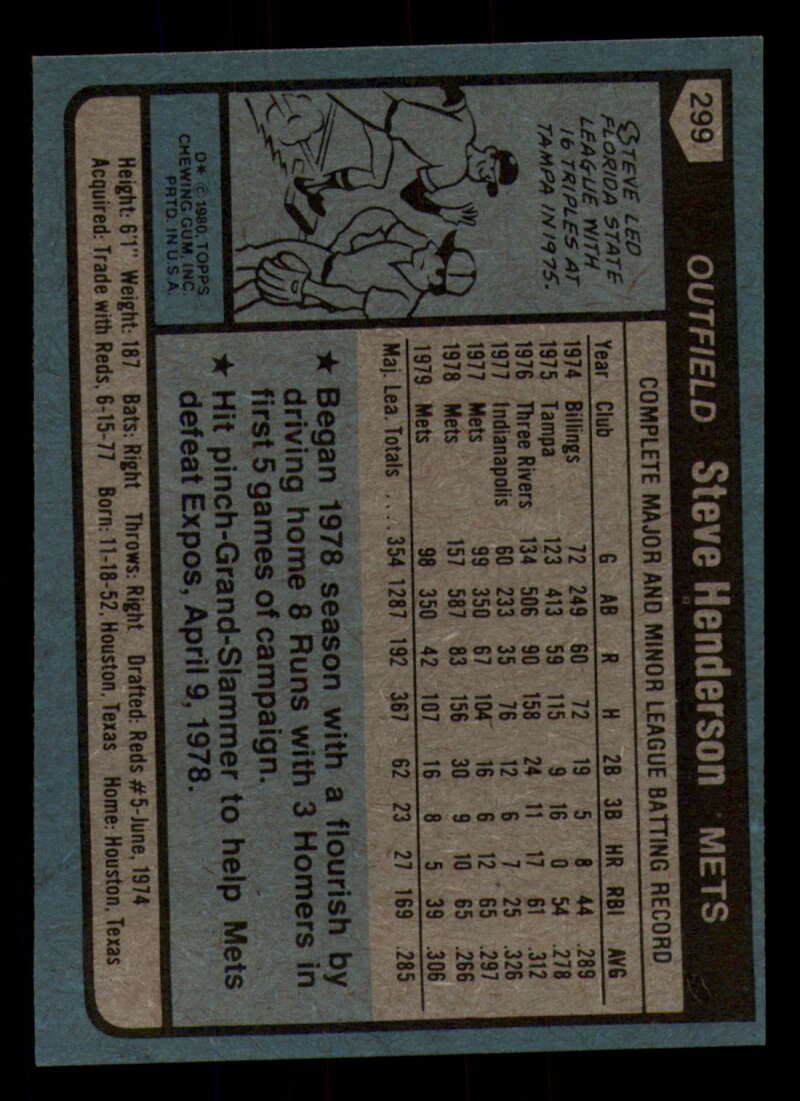 299
OUTFIELD Steve Henderson METS
STEVE LED
FLORIDA STATE
LEAGUE WITH
16 TRIPLES AT
TAMPA IN 1975.
D* © 1980, TOPPS
CHEWING GUM, INC.
PRTD. IN U.S.A.
COMPLETE MAJOR AND MINOR LEAGUE BATTING RECORD
Year Club G AB R H 2B 3B HR RBI AVG
1974 Billings 72 249 60 72 19 5 8 44 .289
1975 Tampa 123 413 59 115 9 16 0 54 .278
1976 Three Rivers 134 506 90 158 24 11 17 61 .312
1977 Indianapolis 60 233 35 76 12 6 7 25 .326
1977 Mets 99 350 67 104 16 6 12 65 .297
1978 Mets 157 587 83 156 30 9 10 65 .266
1979 Mets 98 350 42 107 16 8 5 39 .306
Maj. Lea. Totals .... 354 1287 192 367 62 23 27 169 .285
★ Began 1978 season with a flourish by
driving home 8 Runs with 3 Homers in
first 5 games of campaign.
★ Hit pinch-Grand-Slammer to help Mets
defeat Expos, April 9, 1978.
Height: 6'1" Weight: 187 Bats: Right Throws: Right Drafted: Reds #5-June, 1974
Acquired: Trade with Reds, 6-15-77 Born: 11-18-52, Houston, Texas Home: Houston, Texas